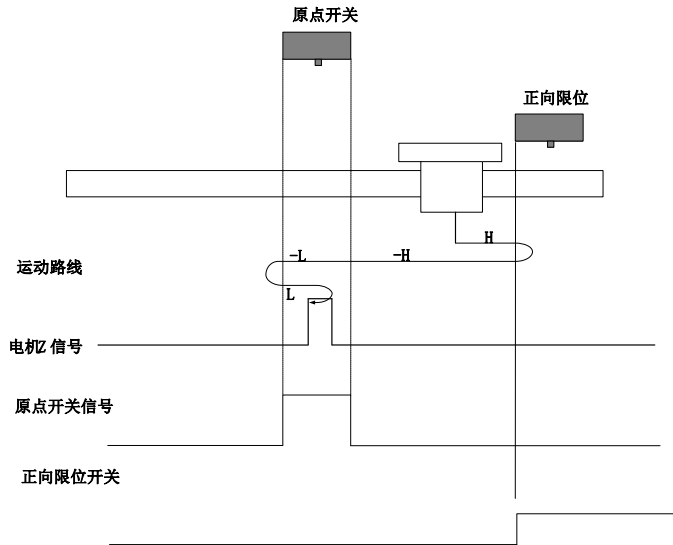 原点开关
正向限位
H
-L
-H
运动路线
L
电机Z 信号
原点开关信号
正向限位开关